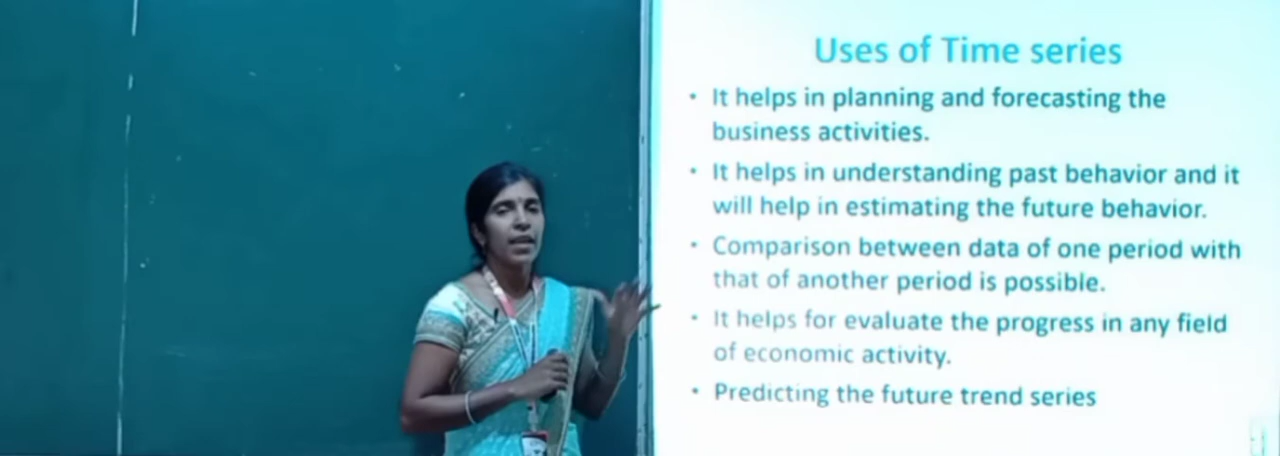 Uses of Time series
• It helps in planning and forecasting the
business activities.
• It helps in understanding past behavior and it
will help in estimating the future behavior.
• Comparison between data of one period with
that of another period is possible.
• It helps for evaluate the progress in any field
of economic activity.
• Predicting the future trend series